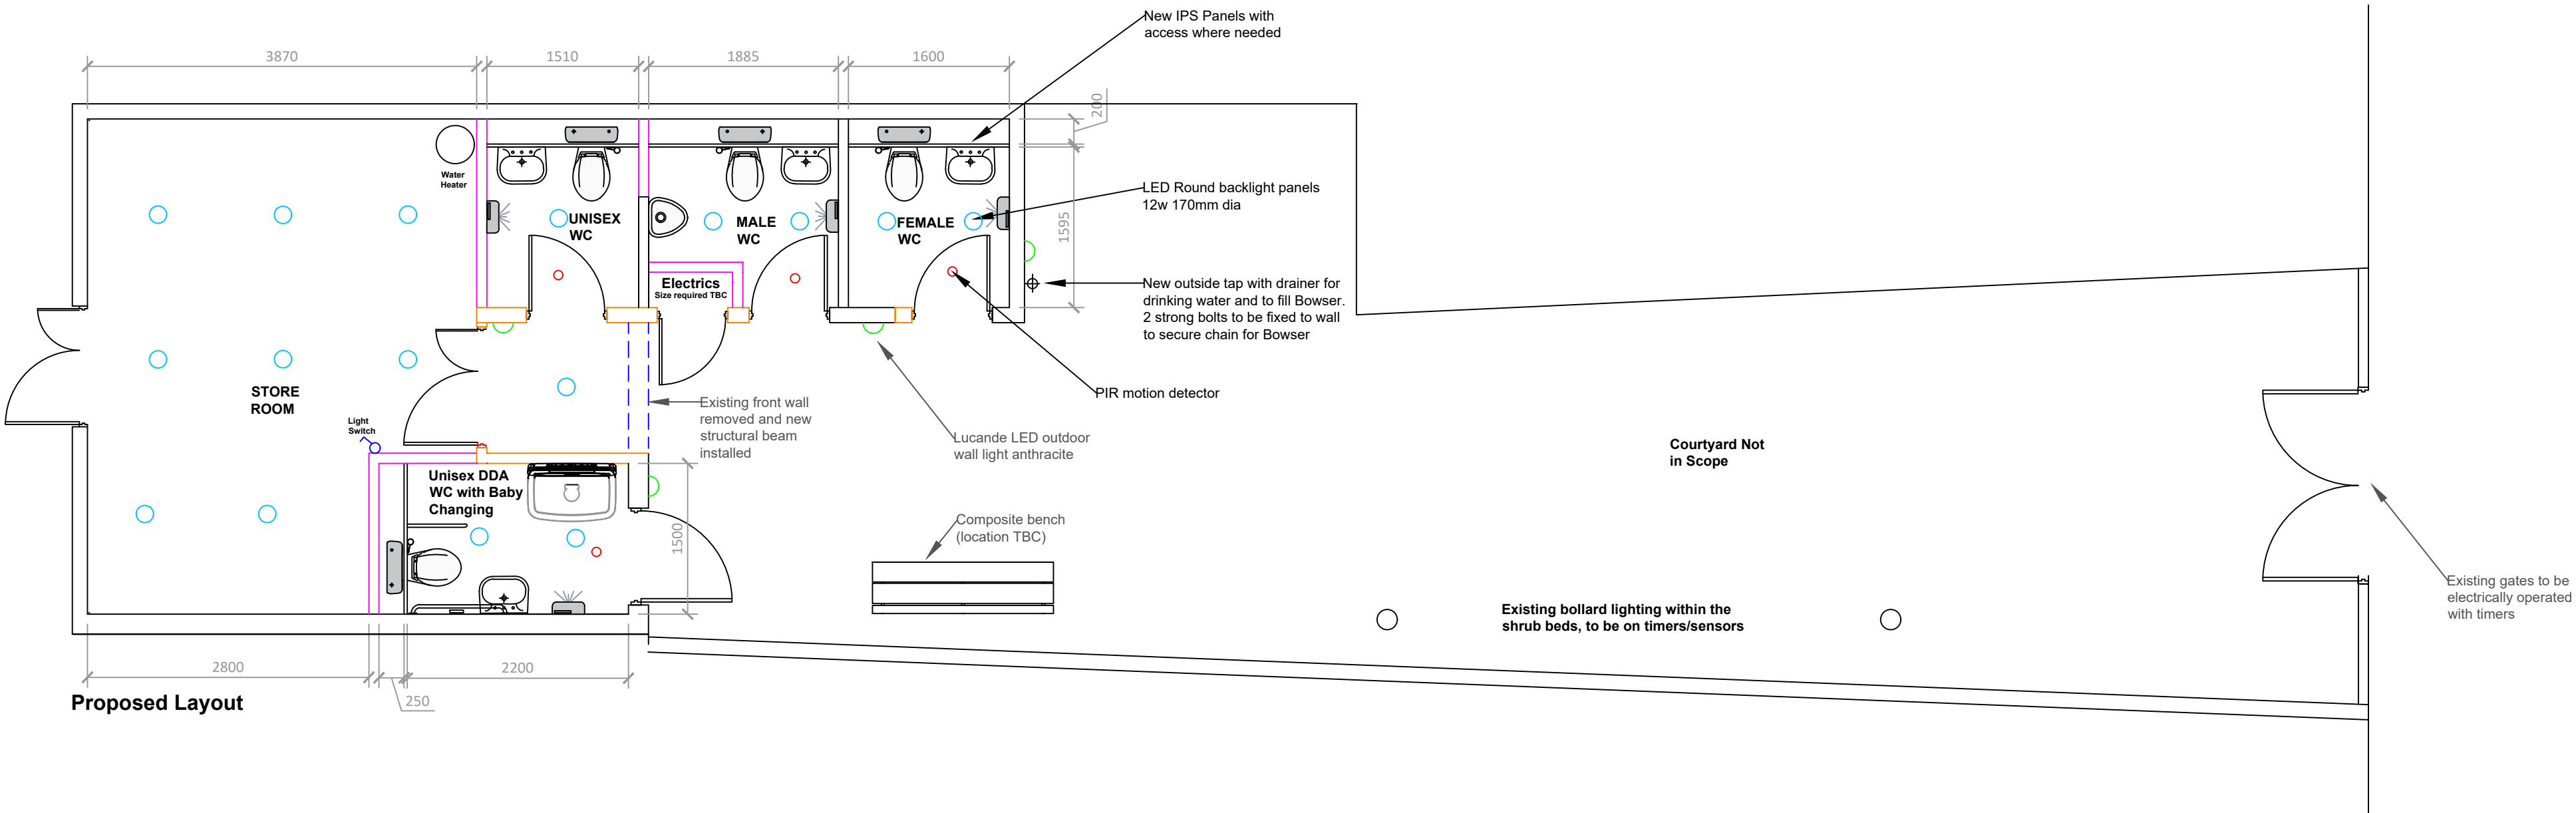 New IPS Panels with
access where needed
3870
1510
1885
1600
200
Water
Heater
UNISEX
WC
MALE
WC
FEMALE
WC
LED Round backlight panels
12w 170mm dia
1595
Electrics
Size required TBC
New outside tap with drainer for
drinking water and to fill Bowser.
2 strong bolts to be fixed to wall
to secure chain for Bowser
STORE
ROOM
PIR motion detector
Existing front wall
removed and new
structural beam
installed
Light
Switch
Lucande LED outdoor
wall light anthracite
Courtyard Not
in Scope
Unisex DDA
WC with Baby
Changing
1500
Composite bench
(location TBC)
Existing gates to be
electrically operated
with timers
Existing bollard lighting within the
shrub beds, to be on timers/sensors
2800
2200
250
Proposed Layout